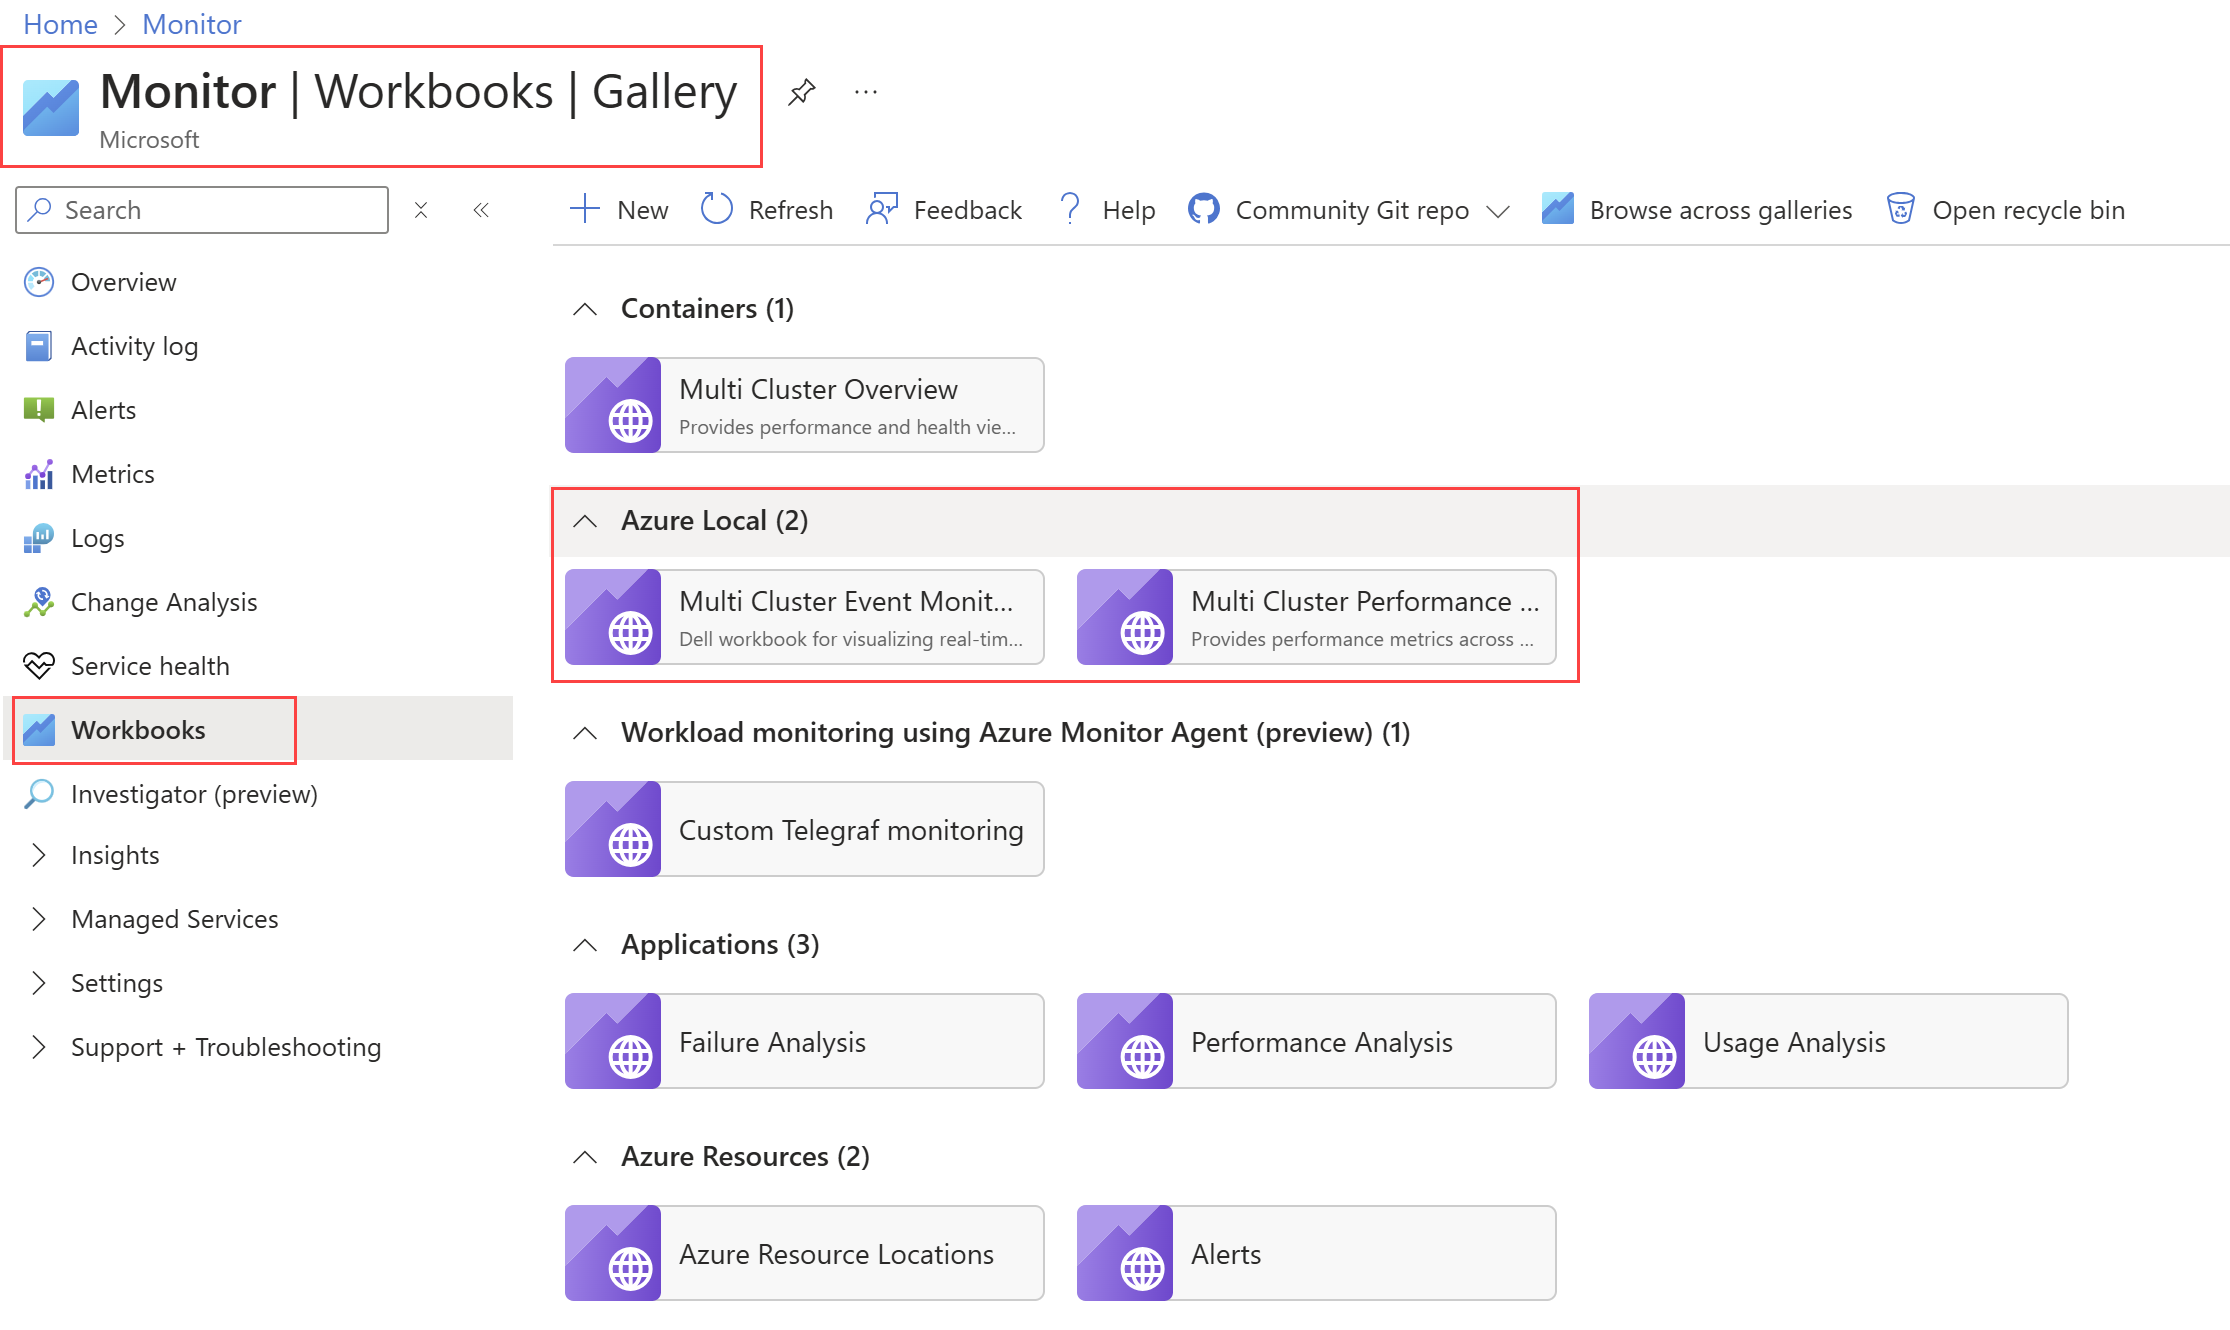 Home > Monitor
Monitor | Workbooks | Gallery
...
Microsoft
Search
New
Refresh
Feedback
Help
Community Git repo
Browse across galleries
Open recycle bin
Overview
Activity log
Alerts
Metrics
Logs
Change Analysis
Service health
Workbooks
Investigator (preview)
Insights
Managed Services
Settings
Support + Troubleshooting
Containers (1)
Multi Cluster Overview
Provides performance and health vie...
Azure Local (2)
Multi Cluster Event Monit...
Dell workbook for visualizing real-tim...
Multi Cluster Performance ...
Provides performance metrics across ...
Workload monitoring using Azure Monitor Agent (preview) (1)
Custom Telegraf monitoring
Applications (3)
Failure Analysis
Performance Analysis
Usage Analysis
Azure Resources (2)
Azure Resource Locations
Alerts